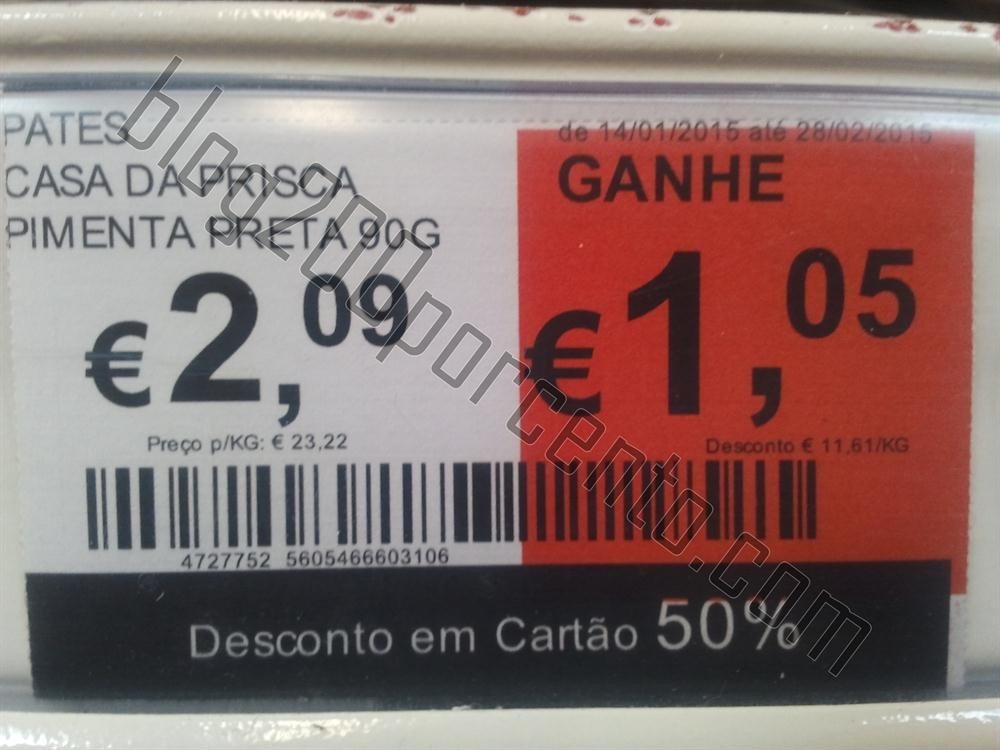 PATES
CASA DA PRISCA
PIMENTA PRETA 90G
€2,09
Preço p/KG: € 23,22
de 14/01/2015 até 28/02/2015
GANHE
€1,05
Desconto € 11,61/KG
4727752 5605466603106
Desconto em Cartão 50%
blog200porcento.com